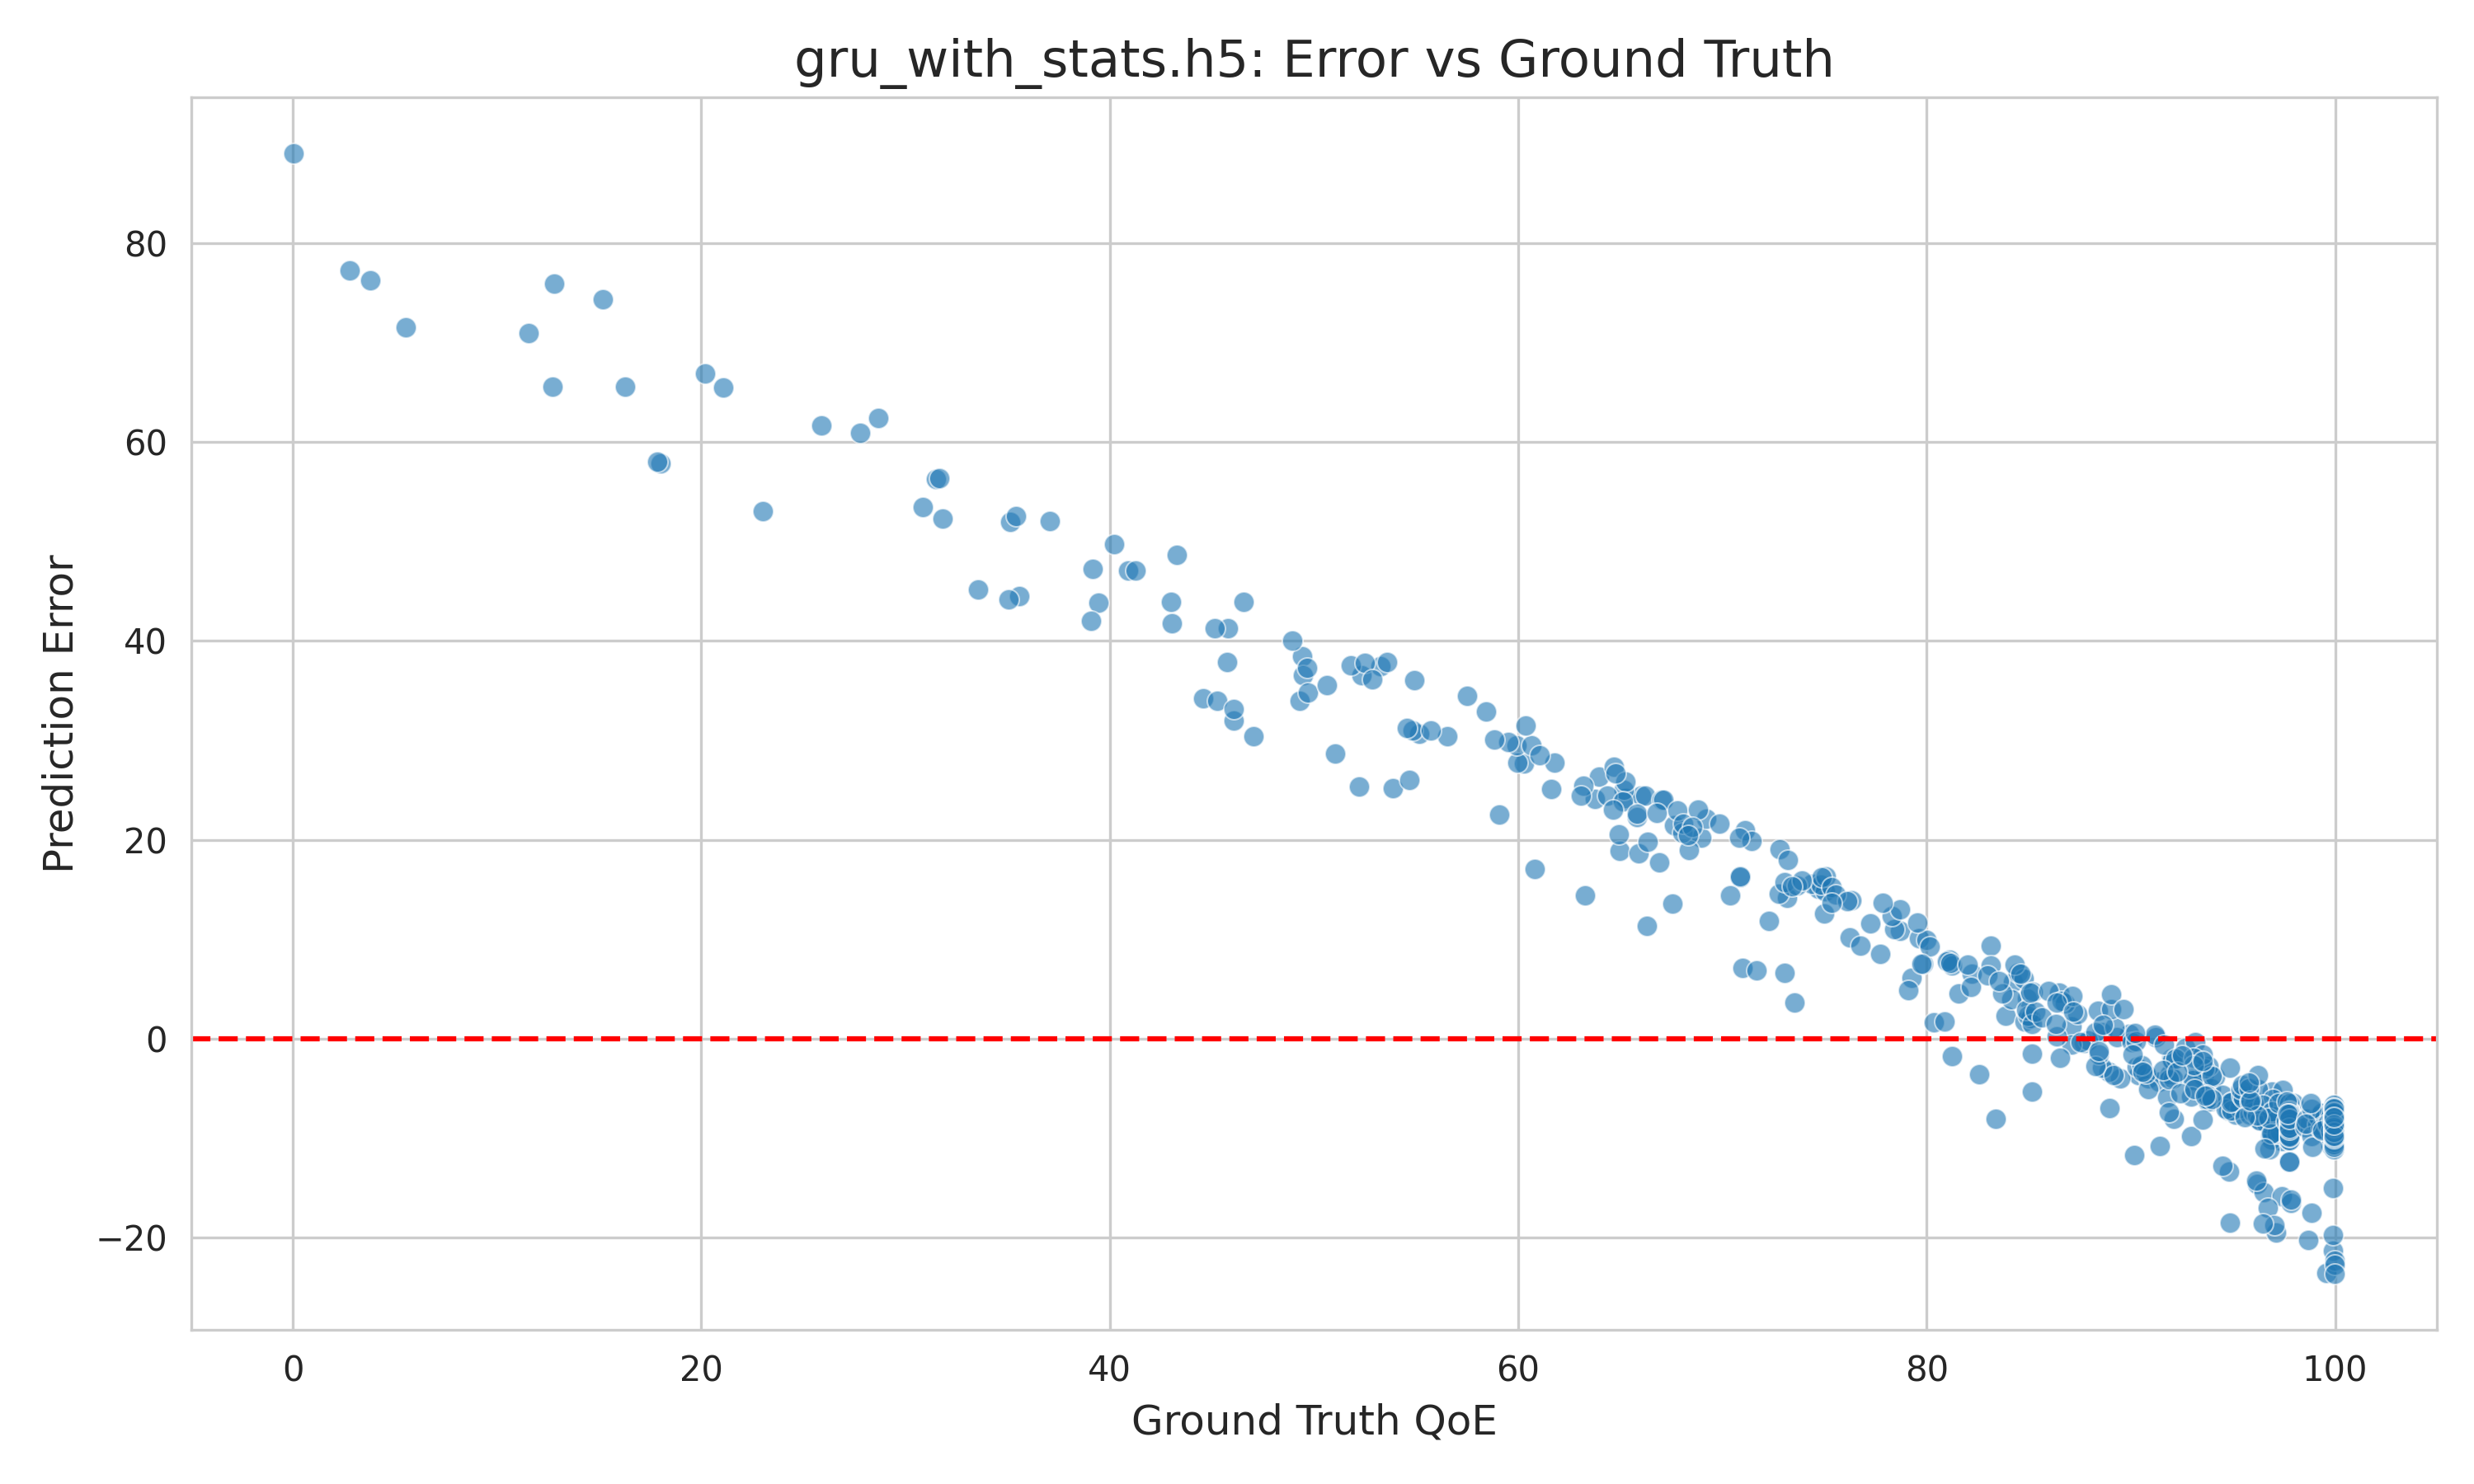 gru_with_stats.h5: Error vs Ground Truth
Prediction Error
80
60
40
20
0
−20
0 20 40 60 80 100
Ground Truth QoE